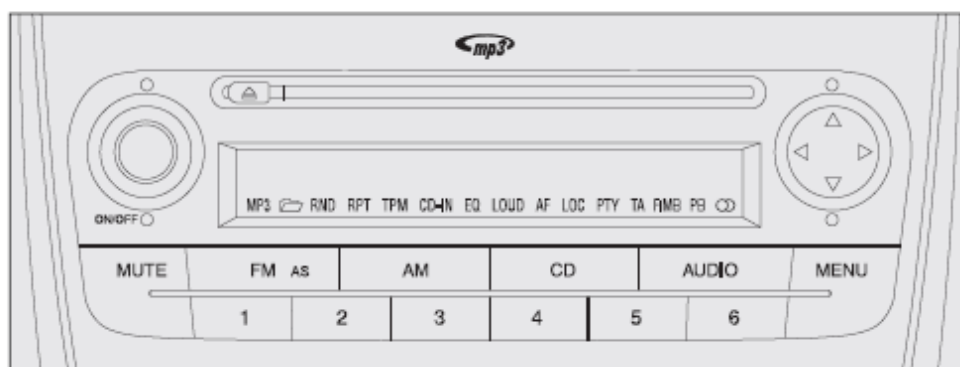 mp3
MP3 RND RPT TPM CD-IN EQ LOUD AF LOC PTY TA RMB PB
ON/OFF
MUTE FM AS AM CD AUDIO MENU
1 2 3 4 5 6